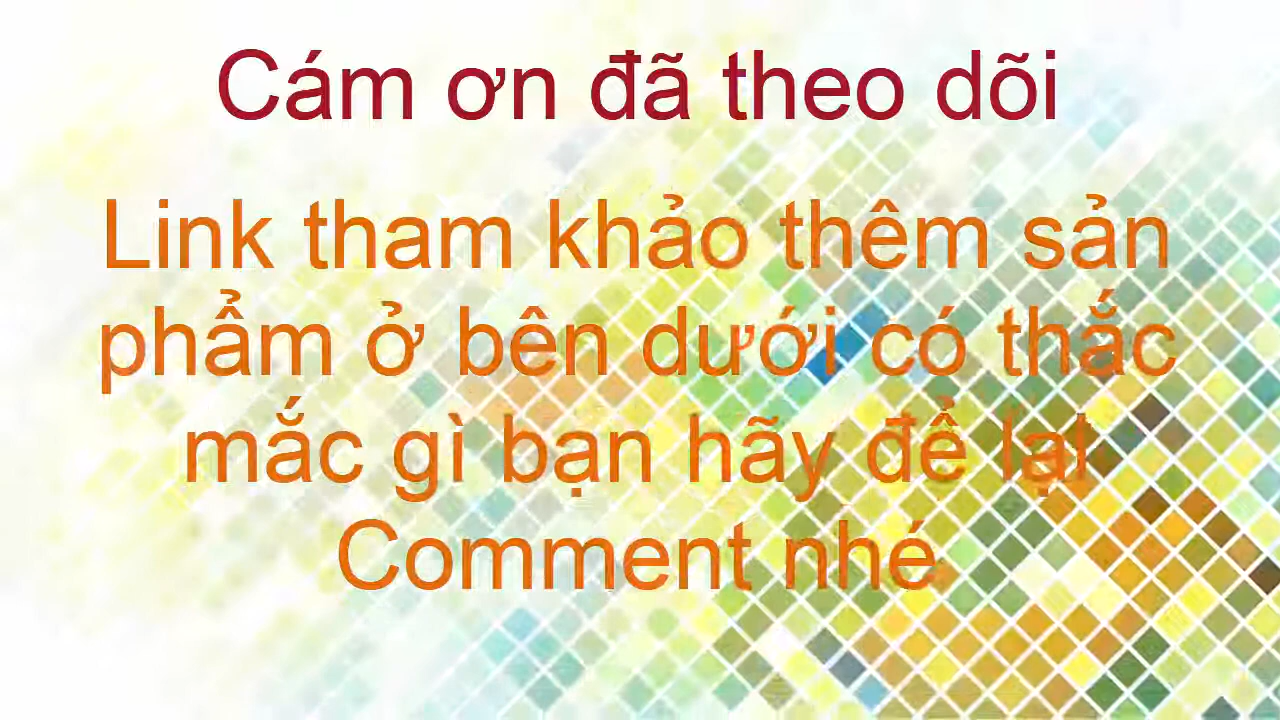 Cám ơn đã theo dõi
Link tham khảo thêm sản
phẩm ở bên dưới có thắc
mắc gì bạn hãy để lại
Comment nhé